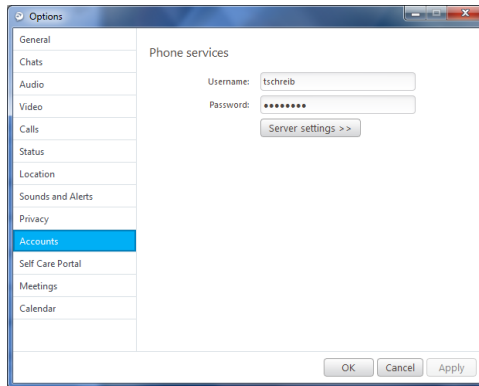 Options
General
Chats
Audio
Video
Calls
Status
Location
Sounds and Alerts
Privacy
Accounts
Self Care Portal
Meetings
Calendar
Phone services
Username: tschreib
Password: ••••••••
Server settings >>
OK Cancel Apply